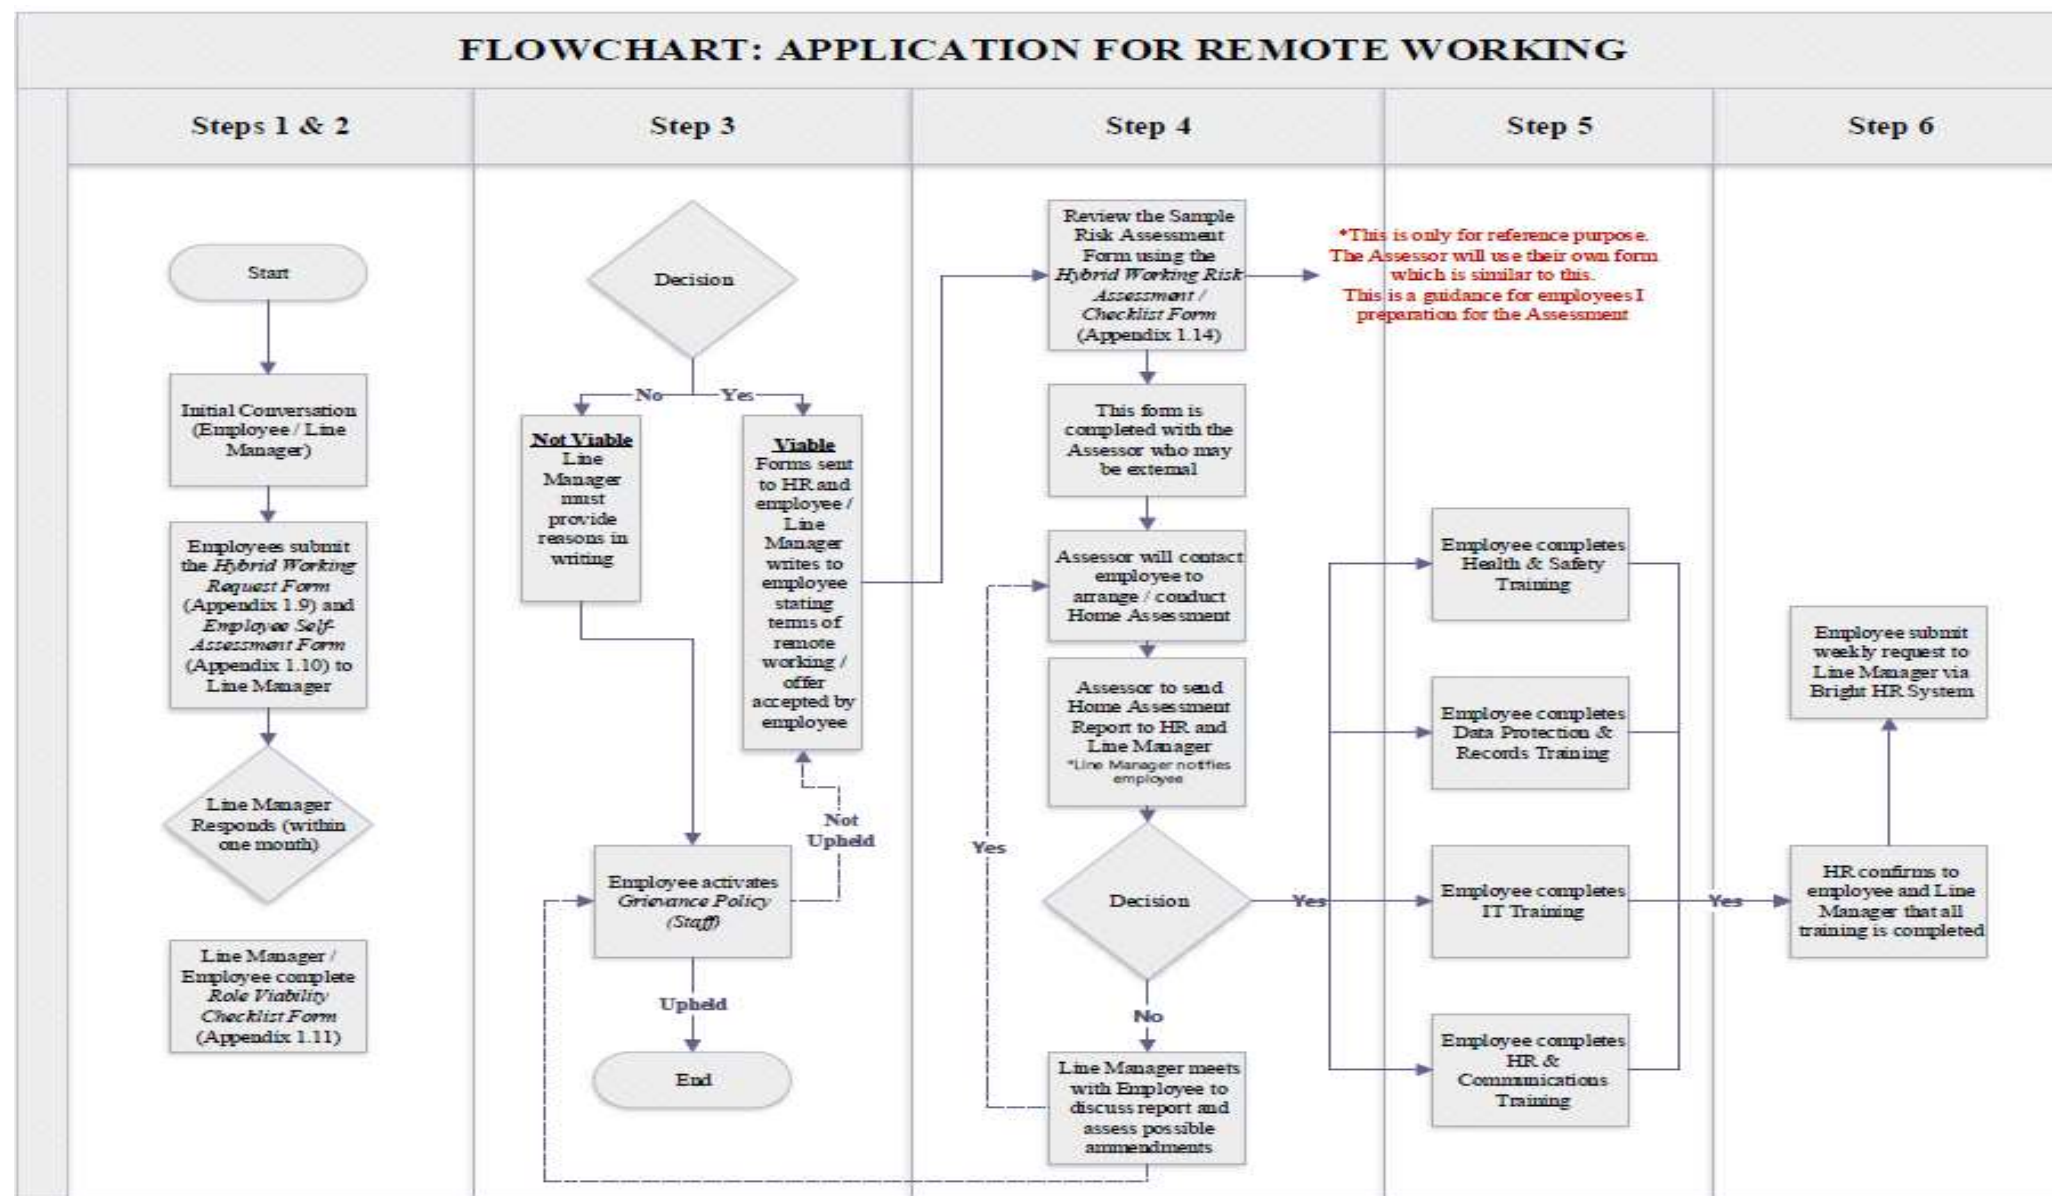 FLOWCHART: APPLICATION FOR REMOTE WORKING
Steps 1 & 2
Step 3
Step 4
Step 5
Step 6
Start
Initial Conversation
(Employee / Line
Manager)
Employees submit
the Hybrid Working
Request Form
(Appendix 1.9) and
Employee Self-
Assessment Form
(Appendix 1.10) to
Line Manager
Line Manager
Responds (within
one month)
Line Manager /
Employee complete
Role Viability
Checklist Form
(Appendix 1.11)
Decision
No
Yes
Not Viable
Line
Manager
must
provide
reasons in
writing
Viable
Forms sent
to HR and
employee /
Line
Manager
writes to
employee
stating
terms of
remote
working /
offer
accepted by
employee
Not
Upheld
Employee activates
Grievance Policy
(Staff)
Upheld
End
Review the Sample
Risk Assessment
Form using the
Hybrid Working Risk
Assessment /
Checklist Form
(Appendix 1.14)
*This is only for reference purpose.
The Assessor will use their own form
which is similar to this.
This is a guidance for employees I
preparation for the Assessment
This form is
completed with the
Assessor who may
be external
Assessor will contact
employee to
arrange / conduct
Home Assessment
Assessor to send
Home Assessment
Report to HR and
Line Manager
*Line Manager notifies
employee
Yes
Decision
Yes
No
Line Manager meets
with Employee to
discuss report and
assess possible
ammendments
Employee completes
Health & Safety
Training
Employee completes
Data Protection &
Records Training
Employee completes
IT Training
Employee completes
HR &
Communications
Training
Yes
Employee submit
weekly request to
Line Manager via
Bright HR System
HR confirms to
employee and Line
Manager that all
training is completed